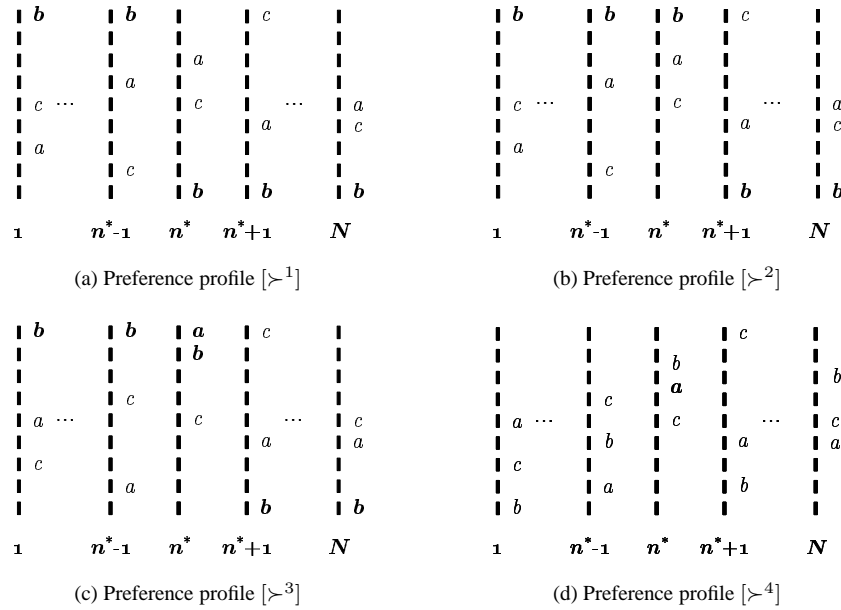 b b c b b b c
a a
a a
c ... c ... a c ... c ... a
a c a c
a
c c
b b b b b
1 n*-1 n* n*+1 N 1 n*-1 n* n*+1 N
(a) Preference profile [≻¹] (b) Preference profile [≻²]
b b a c c
b b b
a
c c
a ... c ... c a ... c ... c
a a b a a
c c
a a b
b b b
1 n*-1 n* n*+1 N 1 n*-1 n* n*+1 N
(c) Preference profile [≻³] (d) Preference profile [≻⁴]